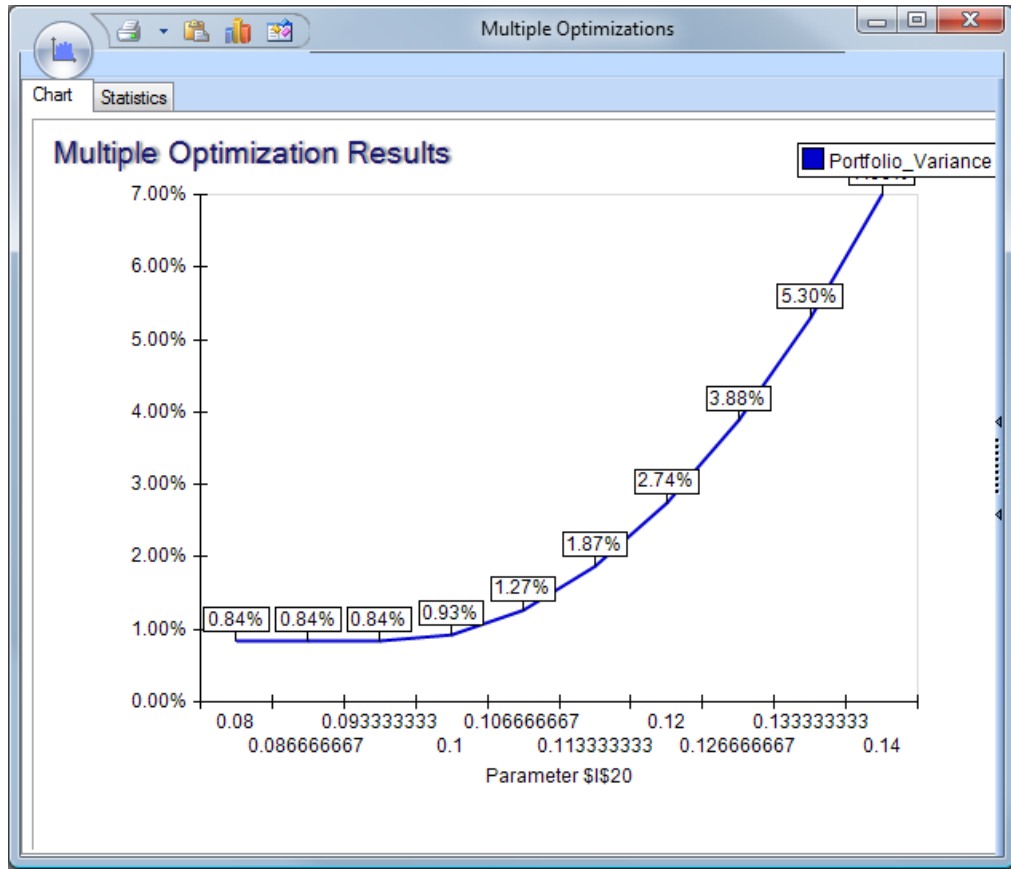 Multiple Optimizations
Chart
Statistics
Multiple Optimization Results
Portfolio_Variance
7.00%
6.00%
5.30%
5.00%
4.00%
3.88%
3.00%
2.74%
2.00%
1.87%
1.27%
1.00%
0.84% 0.84% 0.84% 0.93%
0.00%
0.08 0.093333333 0.106666667 0.12 0.133333333
0.086666667 0.1 0.113333333 0.126666667 0.14
Parameter $I$20